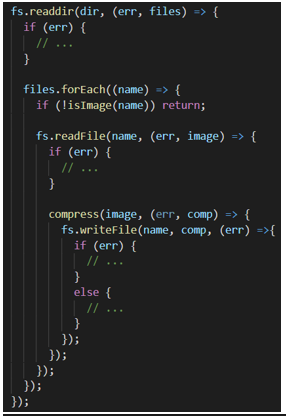 fs.readdir(dir, (err, files) => {
  if (err) {
    // ...
  }

  files.forEach((name) => {
    if (!isImage(name)) return;

    fs.readFile(name, (err, image) => {
      if (err) {
        // ...
      }

      compress(image, (err, comp) => {
        fs.writeFile(name, comp, (err) =>{
          if (err) {
            // ...
          }
          else {
            // ...
          }
        });
      });
    });
  });
});